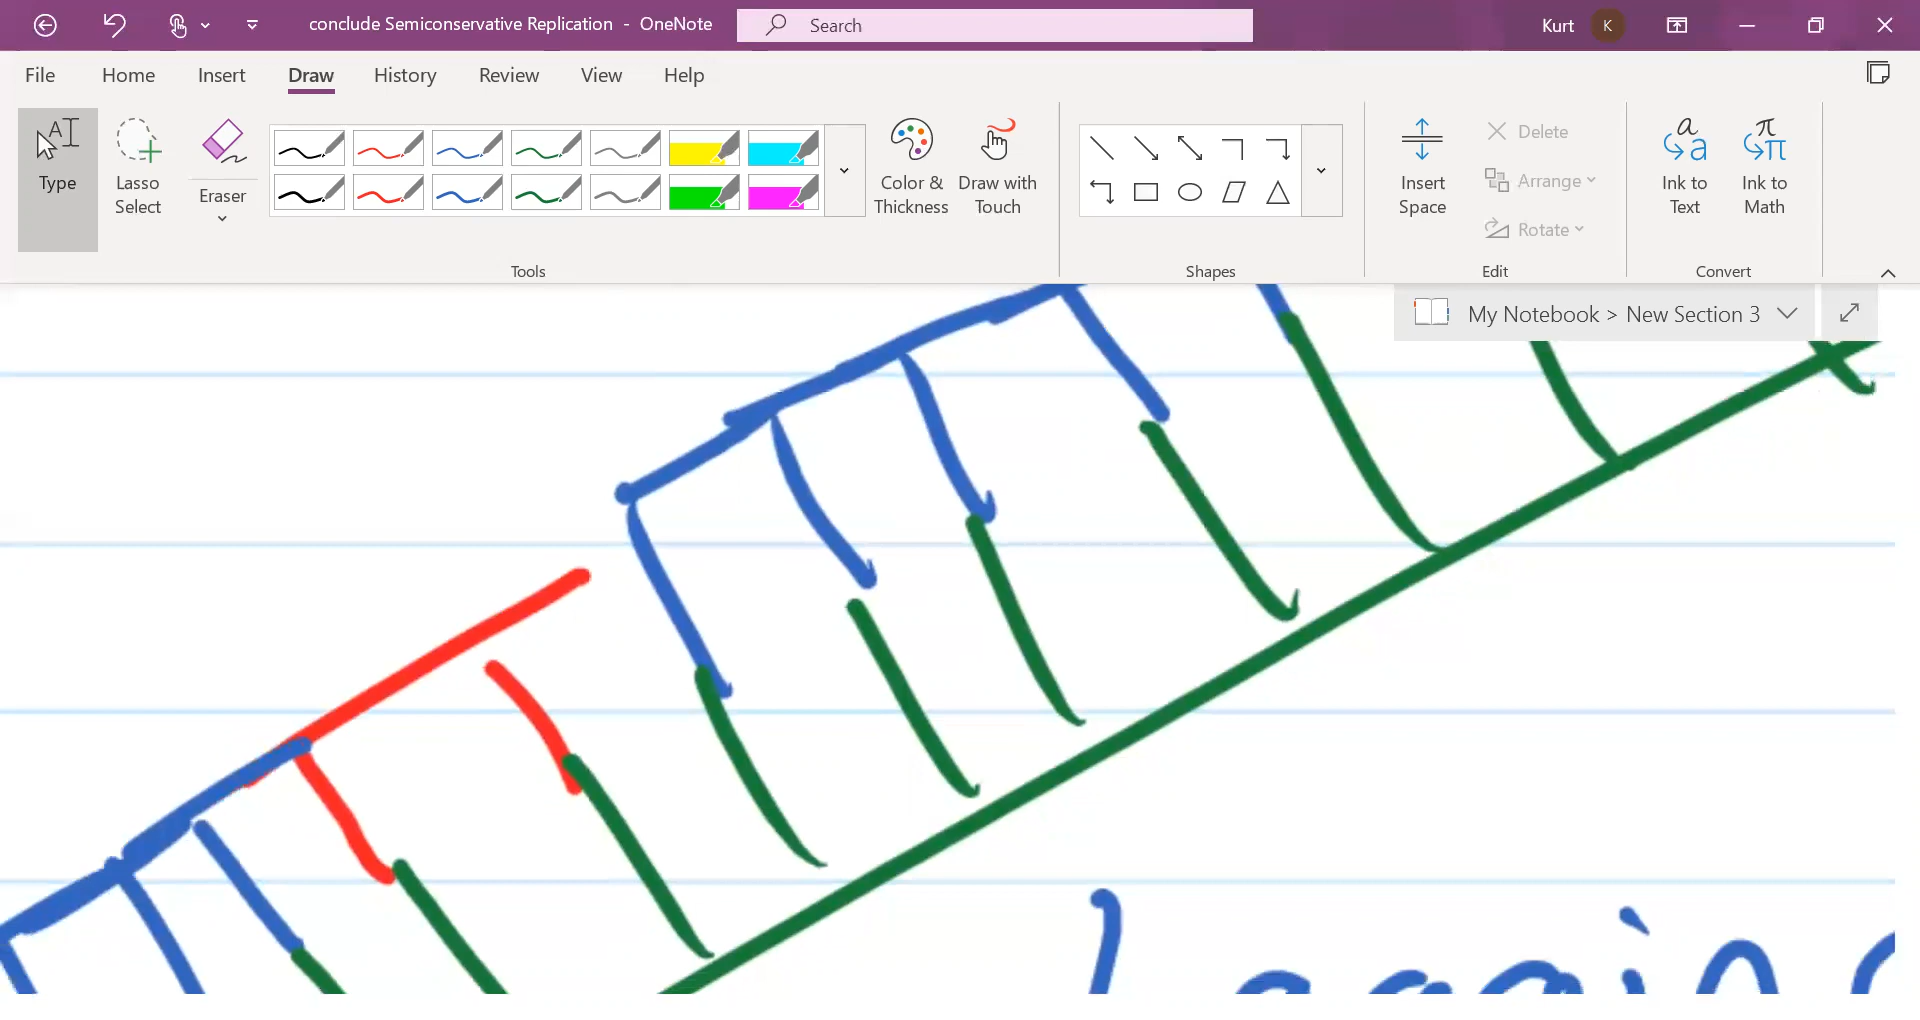 conclude Semiconservative Replication - OneNote
Search
Kurt
K
File Home Insert Draw History Review View Help
Type
Lasso Select
Eraser
Color & Thickness
Draw with Touch
Tools
Shapes
Insert Space
Delete
Arrange
Rotate
Edit
Ink to Text
Ink to Math
Convert
My Notebook > New Section 3